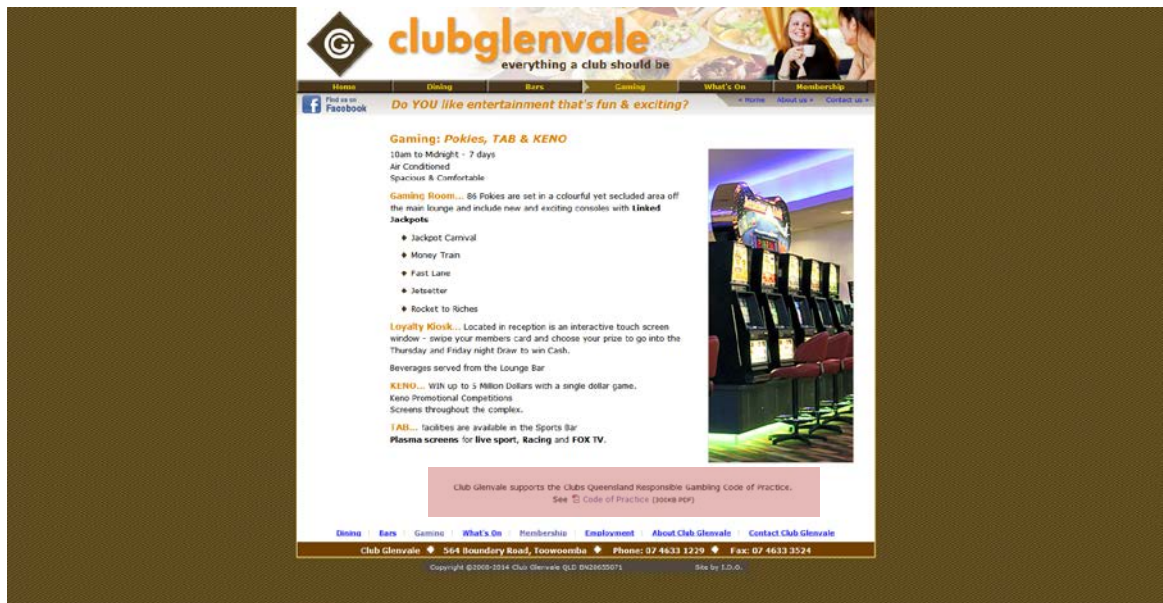 CG
clubglenvale
everything a club should be
Home Dining Bars Gaming What's On Membership
Find us on
Facebook
Do YOU like entertainment that's fun & exciting?
« Home About us » Contact us »
Gaming: Pokies, TAB & KENO
10am to Midnight - 7 days
Air Conditioned
Spacious & Comfortable
Gaming Room... 86 Pokies are set in a colourful yet secluded area off
the main lounge and include new and exciting consoles with Linked
Jackpots
Jackpot Carnival
Money Train
Fast Lane
Jetsetter
Rocket to Riches
Loyalty Kiosk... Located in reception is an interactive touch screen
window - swipe your members card and choose your prize to go into the
Thursday and Friday night Draw to win Cash.
Beverages served from the Lounge Bar
KENO... WIN up to 5 Million Dollars with a single dollar game.
Keno Promotional Competitions
Screens throughout the complex.
TAB... facilities are available in the Sports Bar
Plasma screens for live sport, Racing and FOX TV.
Club Glenvale supports the Clubs Queensland Responsible Gambling Code of Practice.
See Code of Practice (300KB PDF)
Dining Bars Gaming What's On Membership Employment About Club Glenvale Contact Club Glenvale
Club Glenvale 564 Boundary Road, Toowoomba Phone: 07 4633 1229 Fax: 07 4633 3524
Copyright ©2008-2014 Club Glenvale QLD Site by I.D.O.